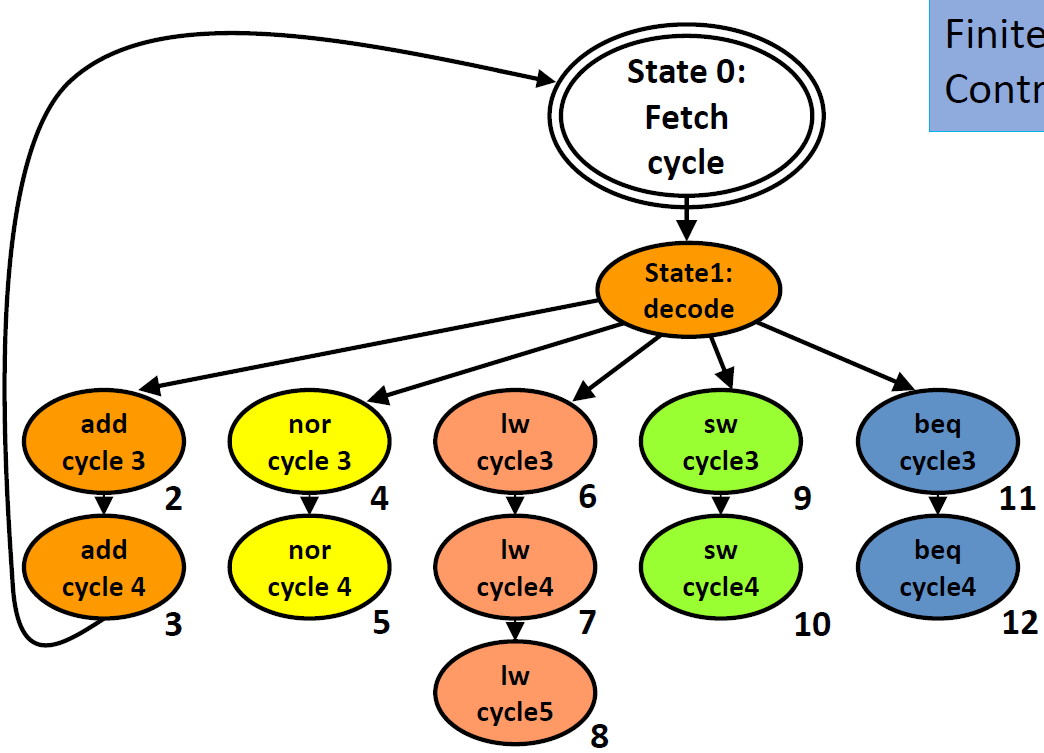 Finite
Contr
State 0:
Fetch
cycle
State1:
decode
add
cycle 3
2
nor
cycle 3
4
lw
cycle3
6
sw
cycle3
9
beq
cycle3
11
add
cycle 4
3
nor
cycle 4
5
lw
cycle4
7
sw
cycle4
10
beq
cycle4
12
lw
cycle5
8